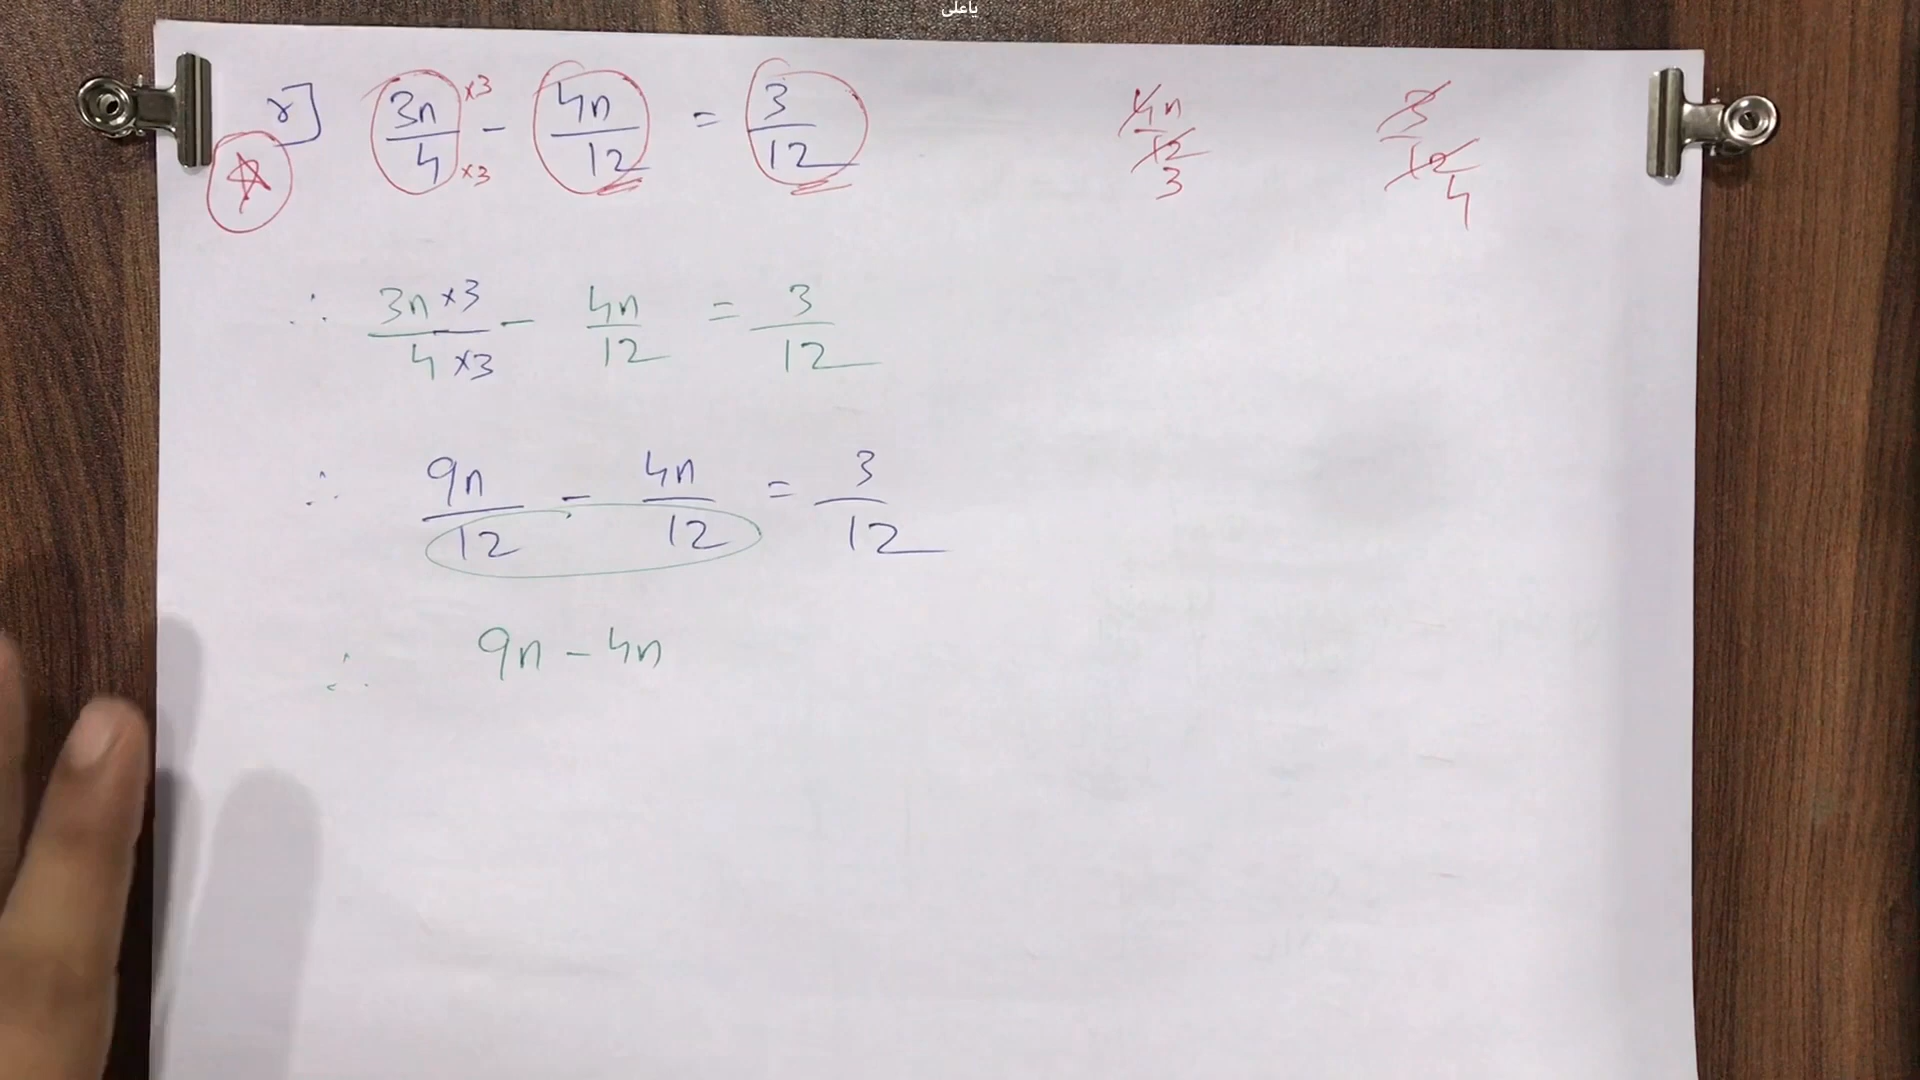 ياعلى
r] 3n/4 ×3 ×3 - 4n/12 = 3/12
4n/12 3
3/12 4
∴ 3n×3/4×3 - 4n/12 = 3/12
∴ 9n/12 - 4n/12 = 3/12
∴ 9n - 4n